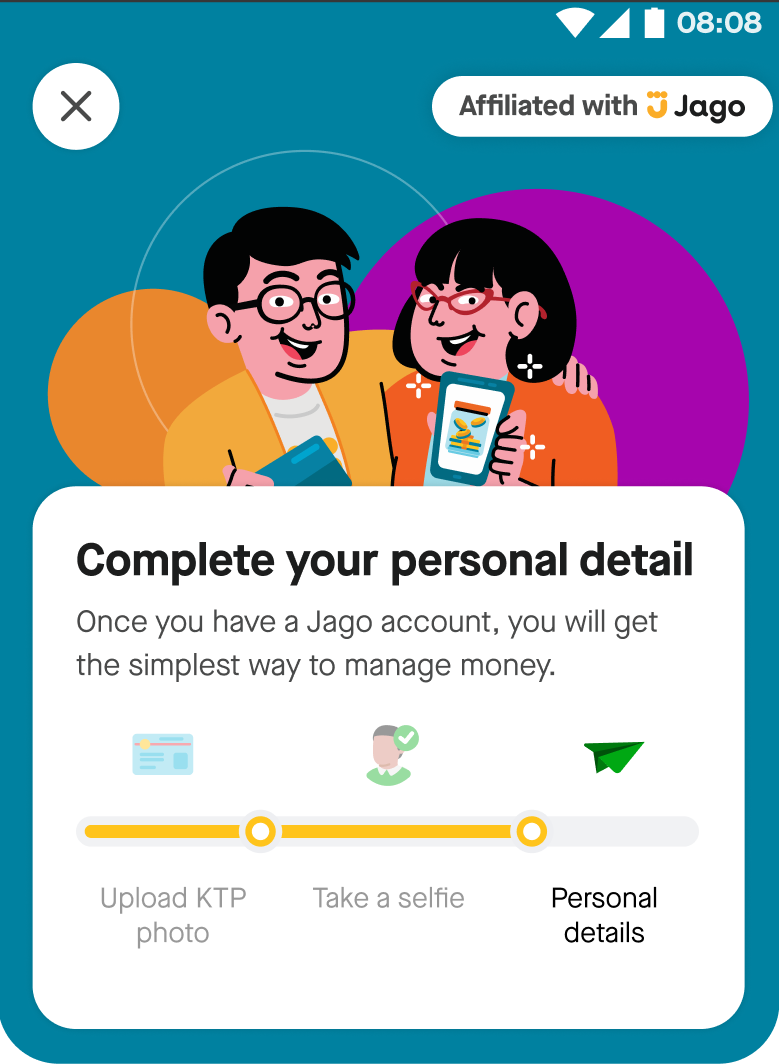 08:08
Affiliated with Jago
Complete your personal detail
Once you have a Jago account, you will get
the simplest way to manage money.
Upload KTP
photo
Take a selfie
Personal
details